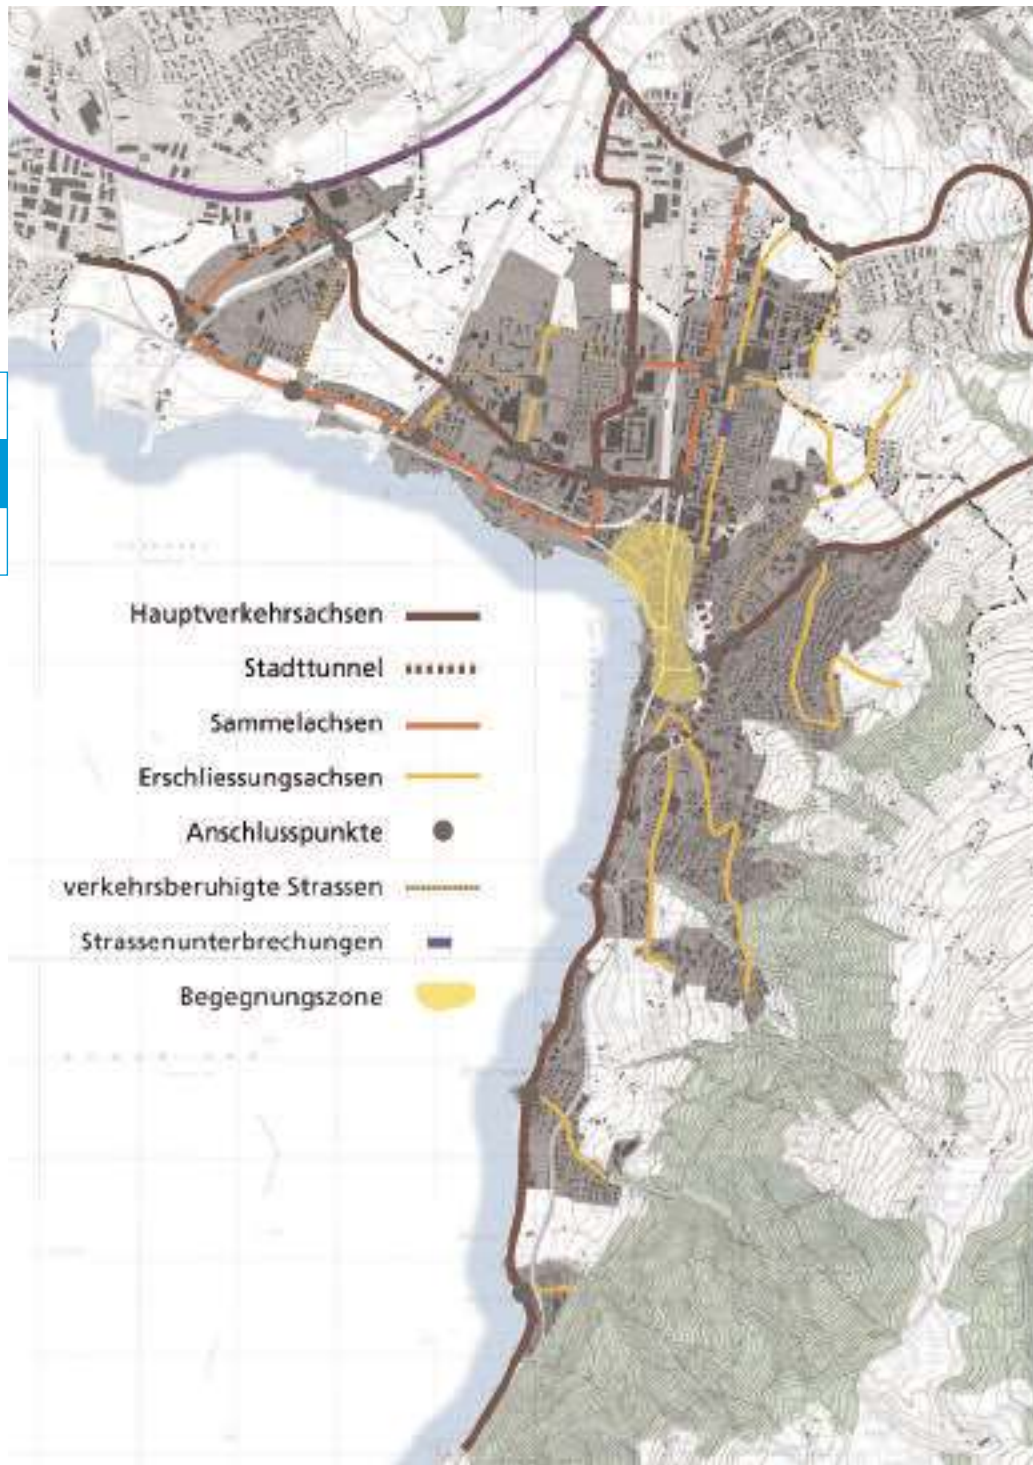 Hauptverkehrsachsen
Stadttunnel
Sammelachsen
Erschliessungsachsen
Anschlusspunkte
verkehrsberuhigte Strassen
Strassenunterbrechungen
Begegnungszone